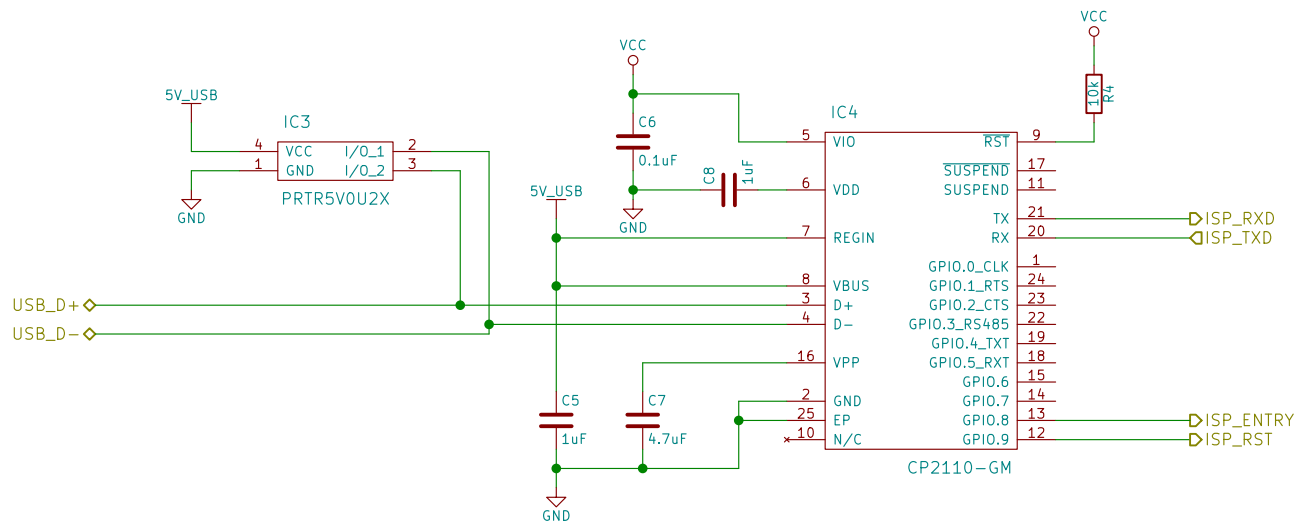 VCC
VCC
5V_USB
10k
R4
IC3
C6
IC4
4 VCC I/O_1 2
1 GND I/O_2 3
0.1uF
5 VIO
RST 9
C8
1uF
SUSPEND 17
GND
PRTR5V0U2X
5V_USB
6 VDD
SUSPEND 11
GND
TX 21 ISP_RXD
7 REGIN
RX 20 ISP_TXD
GPIO.0_CLK 1
8 VBUS
GPIO.1_RTS 24
USB_D+
3 D+
GPIO.2_CTS 23
USB_D-
4 D-
GPIO.3_RS485 22
GPIO.4_TXT 19
16 VPP
GPIO.5_RXT 18
GPIO.6 15
C5
C7
2 GND
GPIO.7 14
25 EP
GPIO.8 13 ISP_ENTRY
1uF
4.7uF
10 N/C
GPIO.9 12 ISP_RST
CP2110-GM
GND